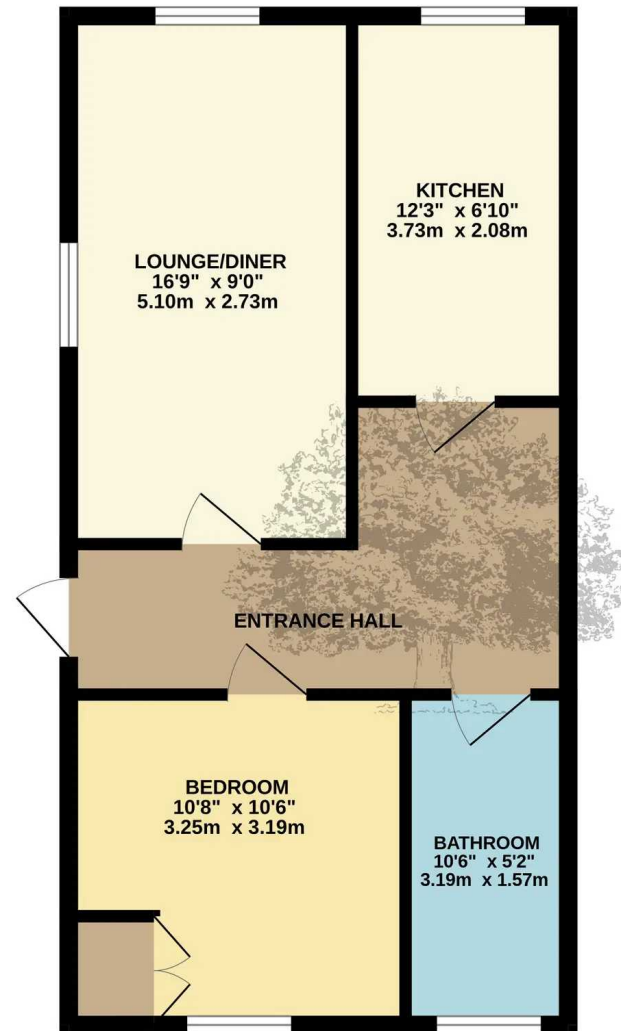 KITCHEN
12'3" x 6'10"
3.73m x 2.08m
LOUNGE/DINER
16'9" x 9'0"
5.10m x 2.73m
ENTRANCE HALL
BEDROOM
10'8" x 10'6"
3.25m x 3.19m
BATHROOM
10'6" x 5'2"
3.19m x 1.57m